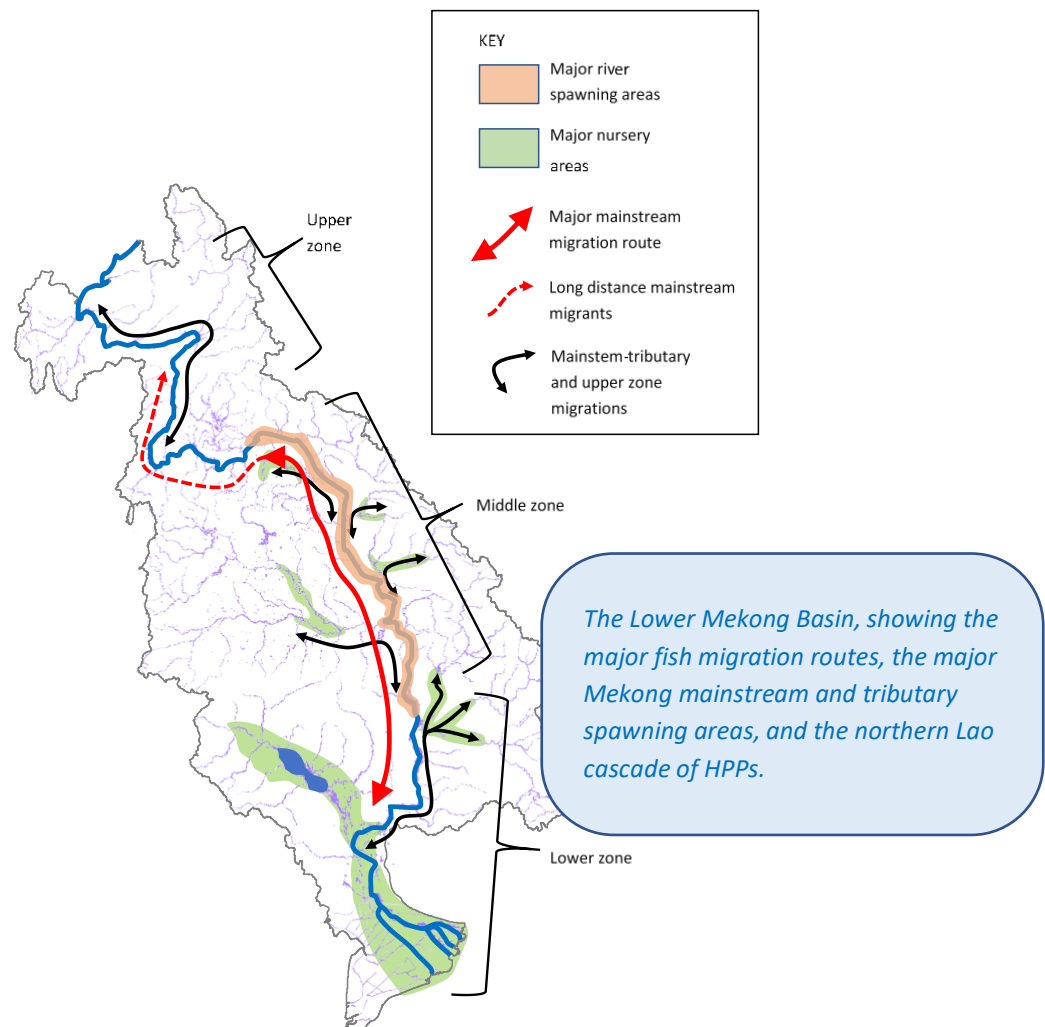 KEY
Major river
spawning areas
Major nursery
areas
Major mainstream
migration route
Long distance mainstream
migrants
Mainstem-tributary
and upper zone
migrations
Upper
zone
Middle zone
The Lower Mekong Basin, showing the
major fish migration routes, the major
Mekong mainstream and tributary
spawning areas, and the northern Lao
cascade of HPPs.
Lower zone